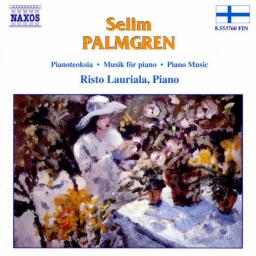 NAXOS
8.553760 FIN
Selim
PALMGREN
Pianoteoksia • Musik för piano • Piano Music
Risto Lauriala, Piano